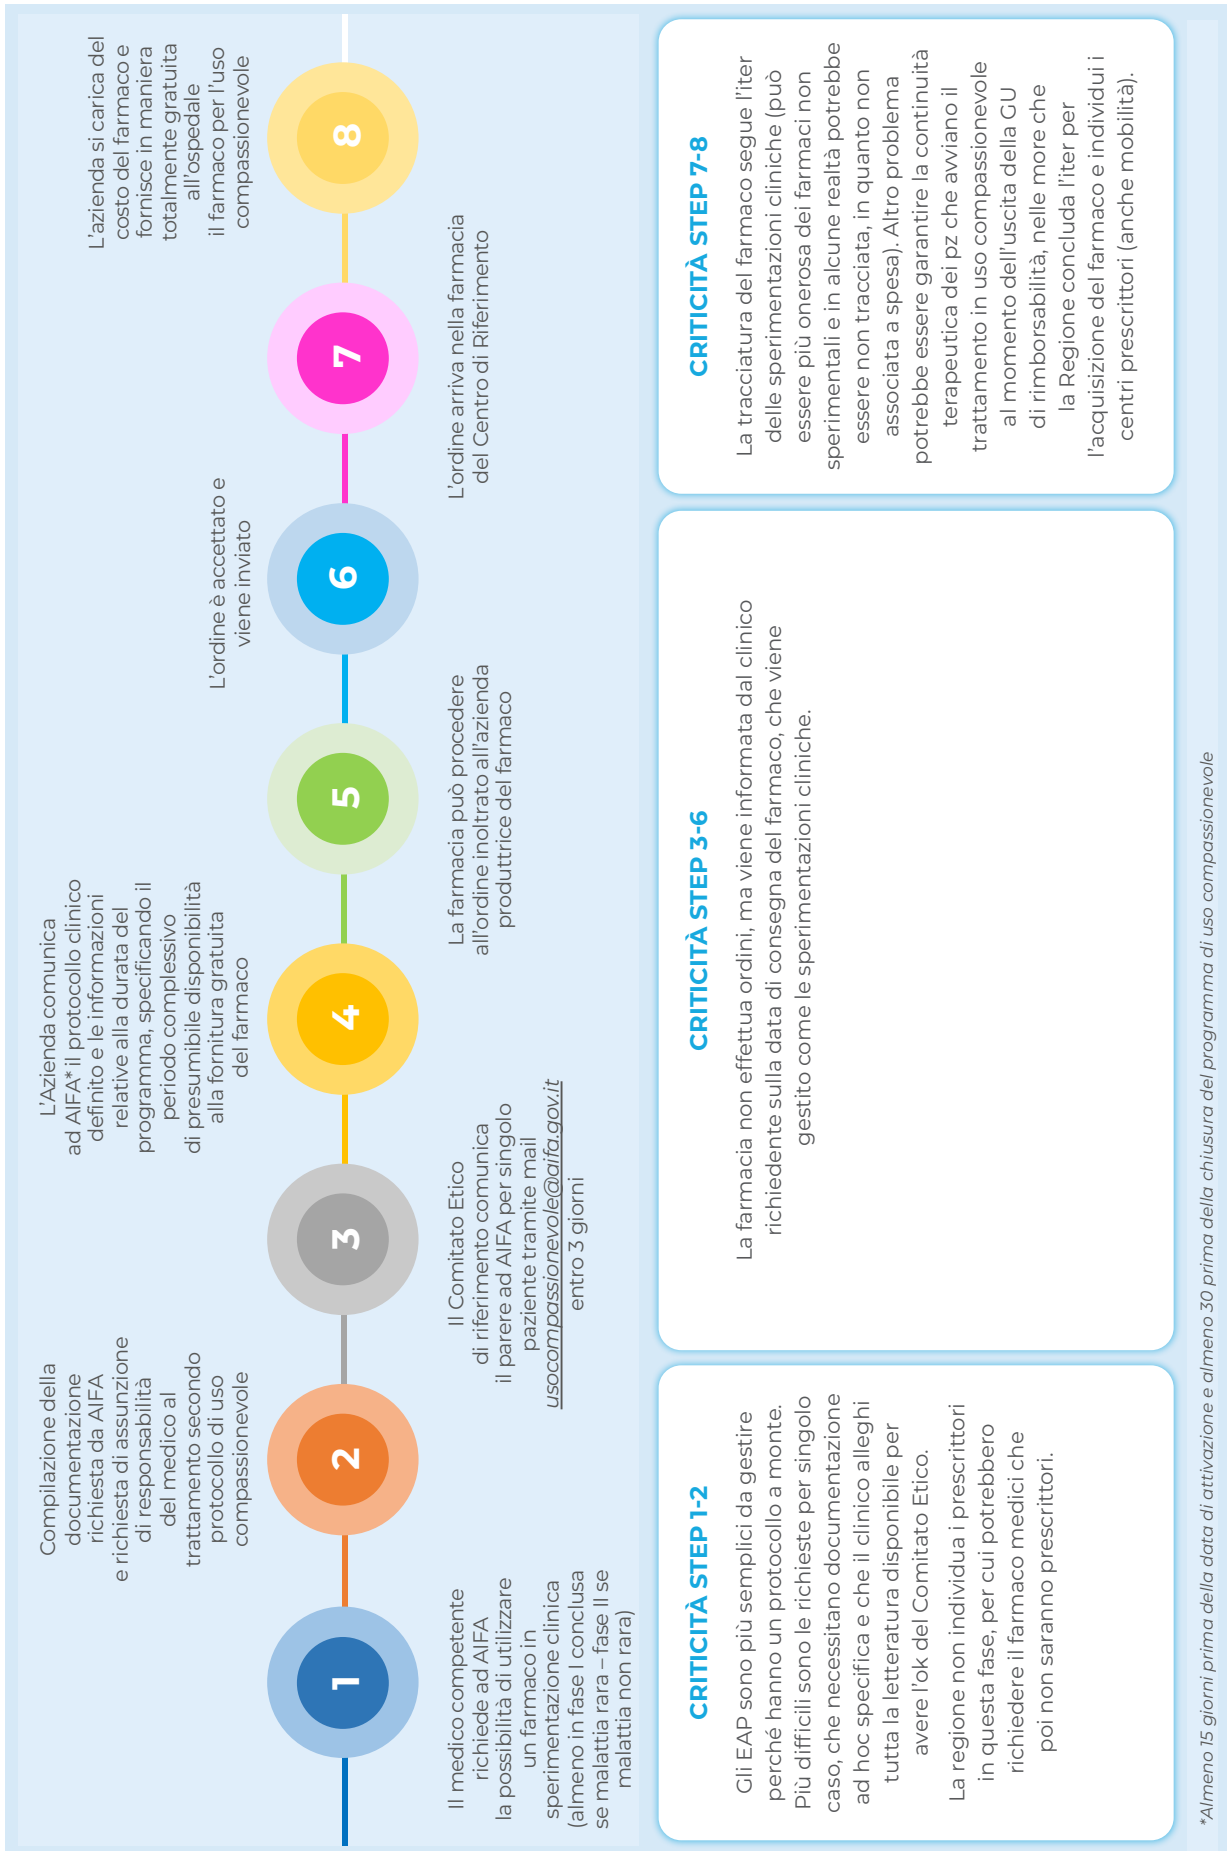 Compilazione della
documentazione
richiesta da AIFA
e richiesta di assunzione
di responsabilità
del medico al
trattamento secondo
protocollo di uso
compassionevole
L'Azienda comunica
ad AIFA* il protocollo clinico
definito e le informazioni
relative alla durata del
programma, specificando il
periodo complessivo
di presumibile disponibilità
alla fornitura gratuita
del farmaco
L'ordine è accettato e
viene inviato
L'azienda si carica del
costo del farmaco e
fornisce in maniera
totalmente gratuita
all'ospedale
il farmaco per l'uso
compassionevole
1
2
3
4
5
6
7
8
Il medico competente
richiede ad AIFA
la possibilità di utilizzare
un farmaco in
sperimentazione clinica
(almeno in fase I conclusa
se malattia rara – fase II se
malattia non rara)
Il Comitato Etico
di riferimento comunica
il parere ad AIFA per singolo
paziente tramite mail
usocompassionevole@aifa.gov.it
entro 3 giorni
La farmacia può procedere
all'ordine inoltrato all'azienda
produttrice del farmaco
L'ordine arriva nella farmacia
del Centro di Riferimento
CRITICITÀ STEP 1-2
Gli EAP sono più semplici da gestire
perché hanno un protocollo a monte.
Più difficili sono le richieste per singolo
caso, che necessitano documentazione
ad hoc specifica e che il clinico alleghi
tutta la letteratura disponibile per
avere l'ok del Comitato Etico.
La regione non individua i prescrittori
in questa fase, per cui potrebbero
richiedere il farmaco medici che
poi non saranno prescrittori.
CRITICITÀ STEP 3-6
La farmacia non effettua ordini, ma viene informata dal clinico
richiedente sulla data di consegna del farmaco, che viene
gestito come le sperimentazioni cliniche.
CRITICITÀ STEP 7-8
La tracciatura del farmaco segue l'iter
delle sperimentazioni cliniche (può
essere più onerosa dei farmaci non
sperimentali e in alcune realtà potrebbe
essere non tracciata, in quanto non
associata a spesa). Altro problema
potrebbe essere garantire la continuità
terapeutica dei pz che avviano il
trattamento in uso compassionevole
al momento dell'uscita della GU
di rimborsabilità, nelle more che
la Regione concluda l'iter per
l'acquisizione del farmaco e individui i
centri prescrittori (anche mobilità).
*Almeno 15 giorni prima della data di attivazione e almeno 30 prima della chiusura del programma di uso compassionevole